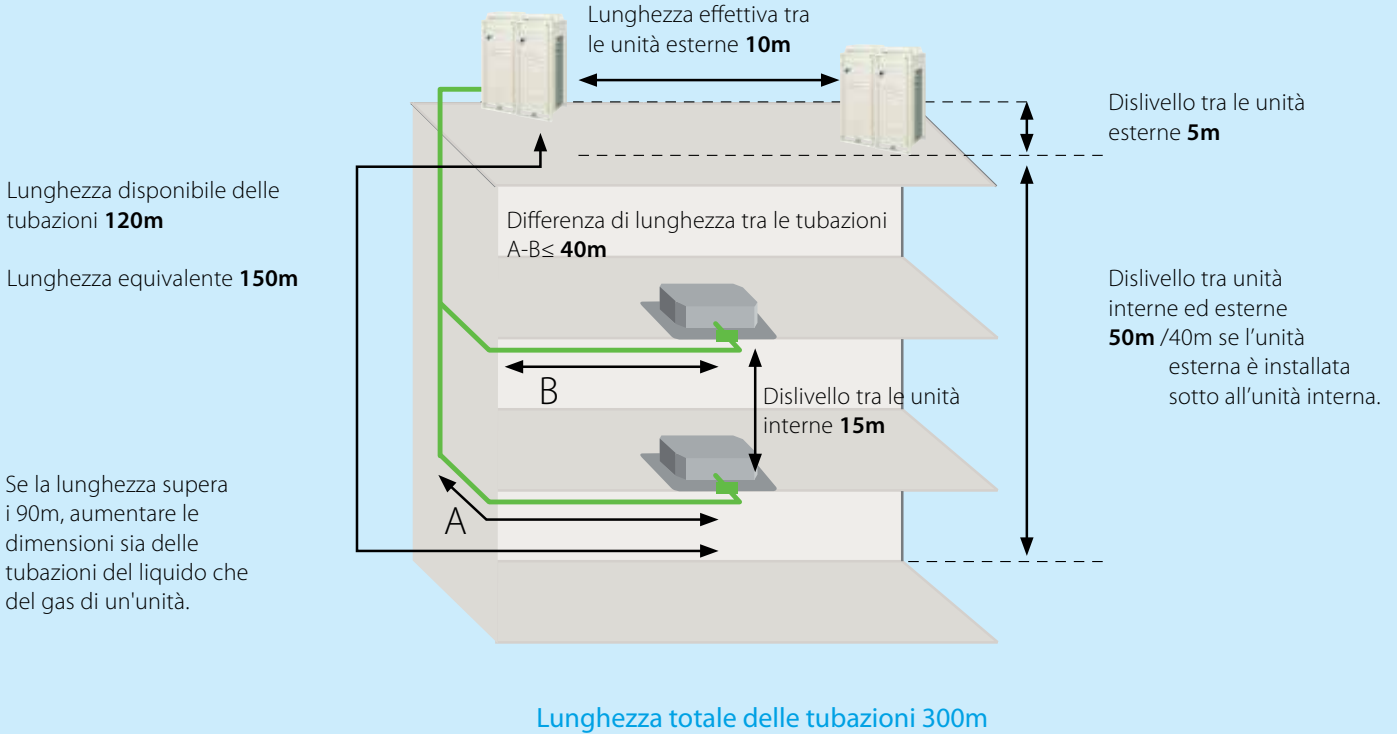 Lunghezza effettiva tra
le unità esterne 10m
Dislivello tra le unità
esterne 5m
Lunghezza disponibile delle
tubazioni 120m
Lunghezza equivalente 150m
Differenza di lunghezza tra le tubazioni
A-B≤ 40m
Dislivello tra unità
interne ed esterne
50m /40m se l’unità
esterna è installata
sotto all’unità interna.
B
Dislivello tra le unità
interne 15m
A
Se la lunghezza supera
i 90m, aumentare le
dimensioni sia delle
tubazioni del liquido che
del gas di un'unità.
Lunghezza totale delle tubazioni 300m